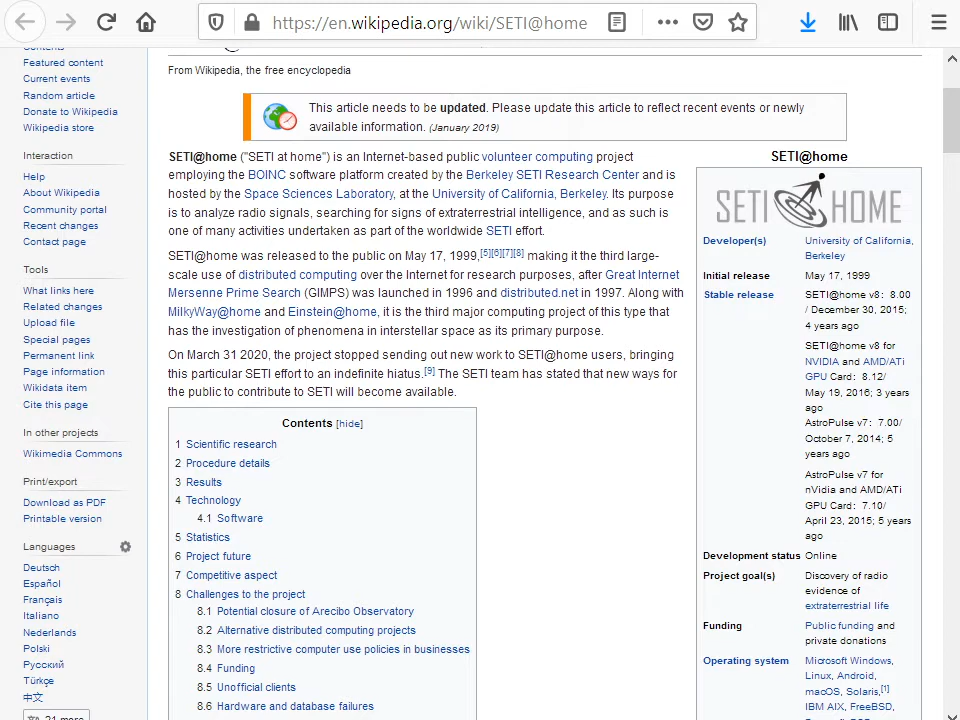 https://en.wikipedia.org/wiki/SETI@home
Contents
Featured content
Current events
Random article
Donate to Wikipedia
Wikipedia store
Interaction
Help
About Wikipedia
Community portal
Recent changes
Contact page
Tools
What links here
Related changes
Upload file
Special pages
Permanent link
Page information
Wikidata item
Cite this page
In other projects
Wikimedia Commons
Print/export
Download as PDF
Printable version
Languages
Deutsch
Español
Français
Italiano
Nederlands
Polski
Русский
Türkçe
中文
21 more
From Wikipedia, the free encyclopedia
This article needs to be updated. Please update this article to reflect recent events or newly
available information. (January 2019)
SETI@home ("SETI at home") is an Internet-based public volunteer computing project
employing the BOINC software platform created by the Berkeley SETI Research Center and is
hosted by the Space Sciences Laboratory, at the University of California, Berkeley. Its purpose
is to analyze radio signals, searching for signs of extraterrestrial intelligence, and as such is
one of many activities undertaken as part of the worldwide SETI effort.
SETI@home was released to the public on May 17, 1999,[5][6][7][8] making it the third large-
scale use of distributed computing over the Internet for research purposes, after Great Internet
Mersenne Prime Search (GIMPS) was launched in 1996 and distributed.net in 1997. Along with
MilkyWay@home and Einstein@home, it is the third major computing project of this type that
has the investigation of phenomena in interstellar space as its primary purpose.
On March 31 2020, the project stopped sending out new work to SETI@home users, bringing
this particular SETI effort to an indefinite hiatus.[9] The SETI team has stated that new ways for
the public to contribute to SETI will become available.
Contents [hide]
1 Scientific research
2 Procedure details
3 Results
4 Technology
4.1 Software
5 Statistics
6 Project future
7 Competitive aspect
8 Challenges to the project
8.1 Potential closure of Arecibo Observatory
8.2 Alternative distributed computing projects
8.3 More restrictive computer use policies in businesses
8.4 Funding
8.5 Unofficial clients
8.6 Hardware and database failures
SETI@home
SETI HOME
Developer(s) University of California,
Berkeley
Initial release May 17, 1999
Stable release SETI@home v8: 8.00
/ December 30, 2015;
4 years ago
SETI@home v8 for
NVIDIA and AMD/ATi
GPU Card: 8.12/
May 19, 2016; 3 years
ago
AstroPulse v7: 7.00/
October 7, 2014; 5
years ago
AstroPulse v7 for
nVidia and AMD/ATi
GPU Card: 7.10/
April 23, 2015; 5 years
ago
Development status Online
Project goal(s) Discovery of radio
evidence of
extraterrestrial life
Funding Public funding and
private donations
Operating system Microsoft Windows,
Linux, Android,
macOS, Solaris,[1]
IBM AIX, FreeBSD,